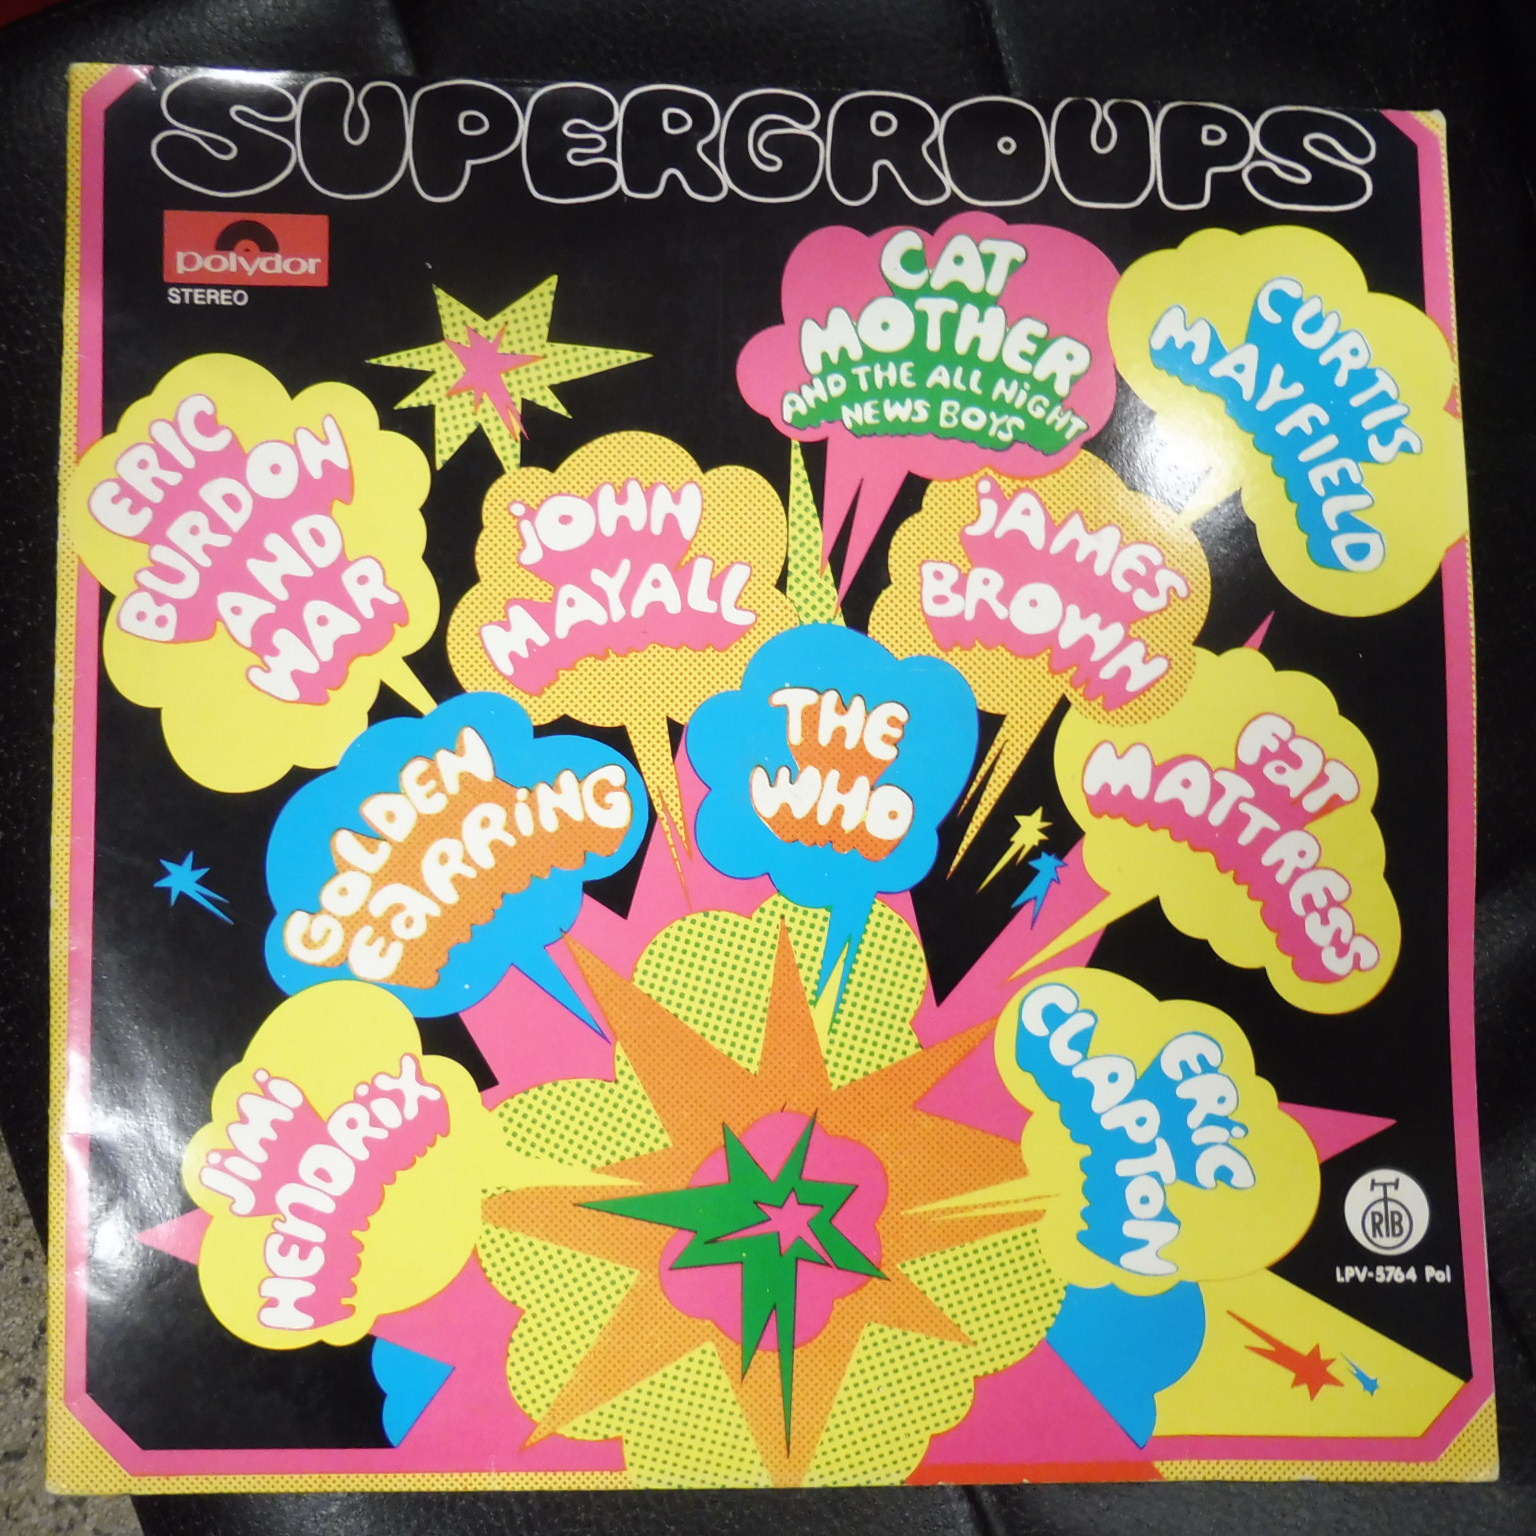 SUPERGROUPS
polydor
STEREO
CAT
MOTHER
AND THE ALL NiGHT
NEWS BOYS
CURTIS
MAYFIELD
ERIC
BURDON
AND
WAR
jOHN
MAYALL
jAMES
BROWN
GOLDEN
EaRRiNG
THE
WHO
FaT
MATTRESS
JiMi
HENDRiX
ERiC
CLAPTON
RTB
LPV-5764 Pol